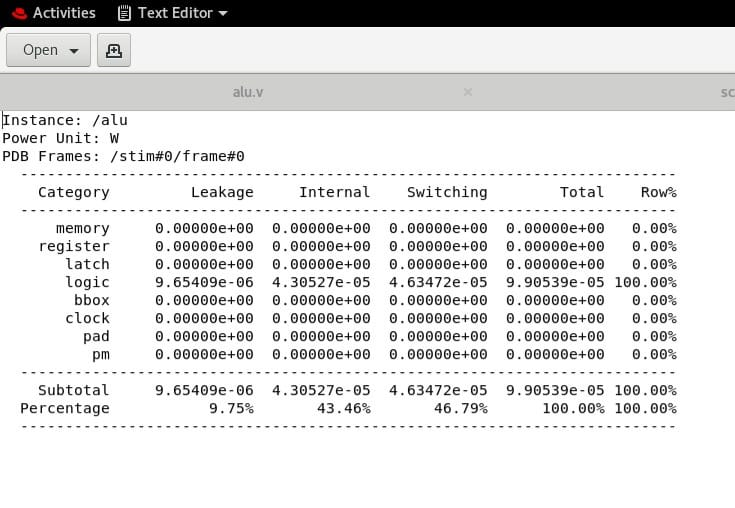 Activities Text Editor
Open
alu.v × sc
Instance: /alu
Power Unit: W
PDB Frames: /stim#0/frame#0
-------------------------------------------------------------------------
Category Leakage Internal Switching Total Row%
-------------------------------------------------------------------------
memory 0.00000e+00 0.00000e+00 0.00000e+00 0.00000e+00 0.00%
register 0.00000e+00 0.00000e+00 0.00000e+00 0.00000e+00 0.00%
latch 0.00000e+00 0.00000e+00 0.00000e+00 0.00000e+00 0.00%
logic 9.65409e-06 4.30527e-05 4.63472e-05 9.90539e-05 100.00%
bbox 0.00000e+00 0.00000e+00 0.00000e+00 0.00000e+00 0.00%
clock 0.00000e+00 0.00000e+00 0.00000e+00 0.00000e+00 0.00%
pad 0.00000e+00 0.00000e+00 0.00000e+00 0.00000e+00 0.00%
pm 0.00000e+00 0.00000e+00 0.00000e+00 0.00000e+00 0.00%
-------------------------------------------------------------------------
Subtotal 9.65409e-06 4.30527e-05 4.63472e-05 9.90539e-05 100.00%
Percentage 9.75% 43.46% 46.79% 100.00% 100.00%
-------------------------------------------------------------------------